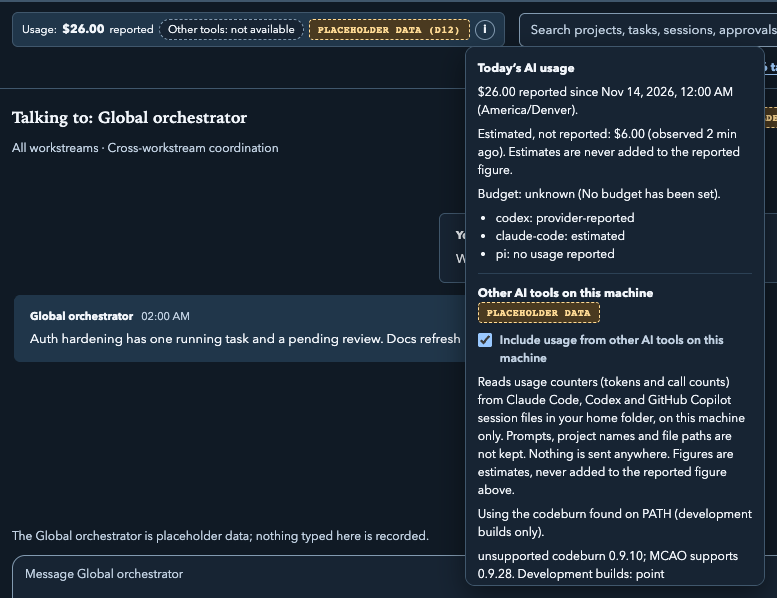 Usage: $26.00 reported Other tools: not available PLACEHOLDER DATA (D12) i
Search projects, tasks, sessions, approvals
Talking to: Global orchestrator
All workstreams · Cross-workstream coordination
Global orchestrator 02:00 AM
Auth hardening has one running task and a pending review. Docs refresh
The Global orchestrator is placeholder data; nothing typed here is recorded.
Message Global orchestrator
Today's AI usage
$26.00 reported since Nov 14, 2026, 12:00 AM
(America/Denver).
Estimated, not reported: $6.00 (observed 2 min
ago). Estimates are never added to the reported
figure.
Budget: unknown (No budget has been set).
• codex: provider-reported
• claude-code: estimated
• pi: no usage reported
Other AI tools on this machine
PLACEHOLDER DATA
Include usage from other AI tools on this
machine
Reads usage counters (tokens and call counts)
from Claude Code, Codex and GitHub Copilot
session files in your home folder, on this machine
only. Prompts, project names and file paths are
not kept. Nothing is sent anywhere. Figures are
estimates, never added to the reported figure
above.
Using the codeburn found on PATH (development
builds only).
unsupported codeburn 0.9.10; MCAO supports
0.9.28. Development builds: point